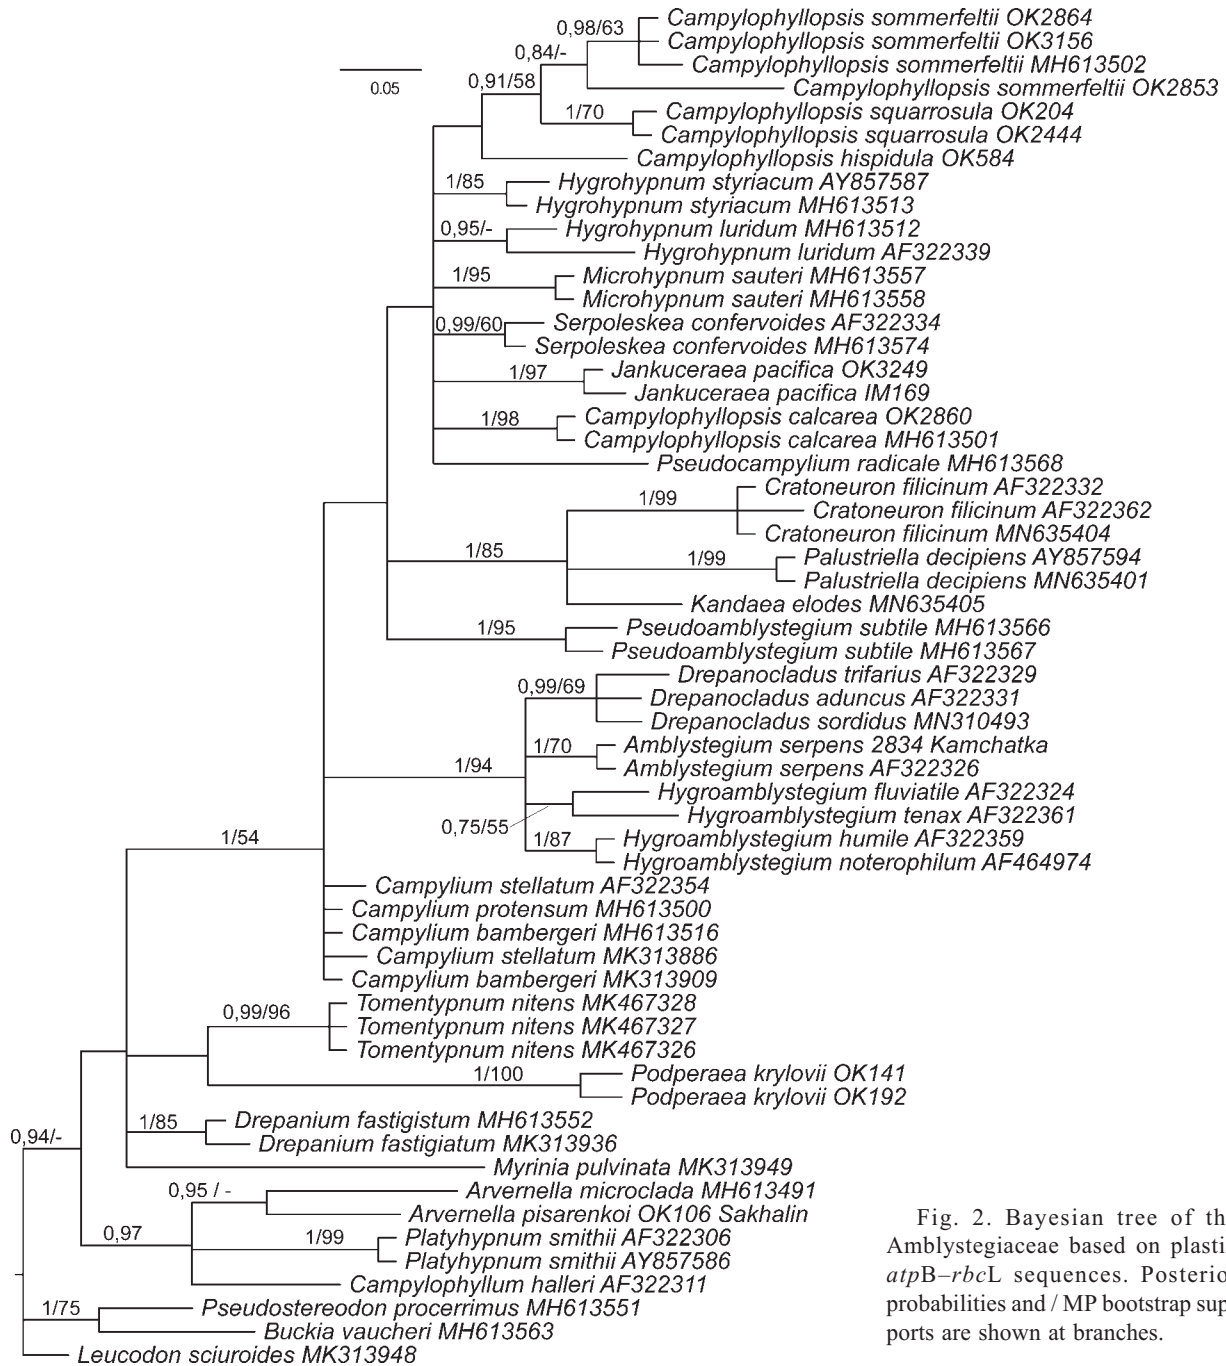 Campylophyllopsis sommerfeltii OK2864
0,98/63
Campylophyllopsis sommerfeltii OK3156
0,84/-
Campylophyllopsis sommerfeltii MH613502
0.05
0,91/58
Campylophyllopsis sommerfeltii OK2853
1/70
Campylophyllopsis squarrosula OK204
Campylophyllopsis squarrosula OK2444
Campylophyllopsis hispidula OK584
1/85
Hygrohypnum styriacum AY857587
Hygrohypnum styriacum MH613513
0,95/-
Hygrohypnum luridum MH613512
Hygrohypnum luridum AF322339
1/95
Microhypnum sauteri MH613557
Microhypnum sauteri MH613558
0,99/60
Serpoleskea confervoides AF322334
Serpoleskea confervoides MH613574
1/97
Jankuceraea pacifica OK3249
Jankuceraea pacifica IM169
1/98
Campylophyllopsis calcarea OK2860
Campylophyllopsis calcarea MH613501
Pseudocampylium radicale MH613568
1/99
Cratoneuron filicinum AF322332
Cratoneuron filicinum AF322362
Cratoneuron filicinum MN635404
1/85
1/99
Palustriella decipiens AY857594
Palustriella decipiens MN635401
Kandaea elodes MN635405
1/95
Pseudoamblystegium subtile MH613566
Pseudoamblystegium subtile MH613567
Drepanocladus trifarius AF322329
0,99/69
Drepanocladus aduncus AF322331
Drepanocladus sordidus MN310493
1/70
Amblystegium serpens 2834 Kamchatka
1/94
Amblystegium serpens AF322326
Hygroamblystegium fluviatile AF322324
Hygroamblystegium tenax AF322361
0,75/55
1/54
1/87
Hygroamblystegium humile AF322359
Hygroamblystegium noterophilum AF464974
Campylium stellatum AF322354
Campylium protensum MH613500
Campylium bambergeri MH613516
Campylium stellatum MK313886
Campylium bambergeri MK313909
0,99/96
Tomentypnum nitens MK467328
Tomentypnum nitens MK467327
Tomentypnum nitens MK467326
1/100
Podperaea krylovii OK141
Podperaea krylovii OK192
1/85
Drepanium fastigistum MH613552
0,94/-
Drepanium fastigiatum MK313936
Myrinia pulvinata MK313949
0,95 / -
Arvernella microclada MH613491
Arvernella pisarenkoi OK106 Sakhalin
0,97
1/99
Platyhypnum smithii AF322306
Platyhypnum smithii AY857586
Campylophyllum halleri AF322311
1/75
Pseudostereodon procerrimus MH613551
Buckia vaucheri MH613563
Leucodon sciuroides MK313948
Fig. 2. Bayesian tree of th
Amblystegiaceae based on plasti
atpB–rbcL sequences. Posterio
probabilities and / MP bootstrap sup
ports are shown at branches.